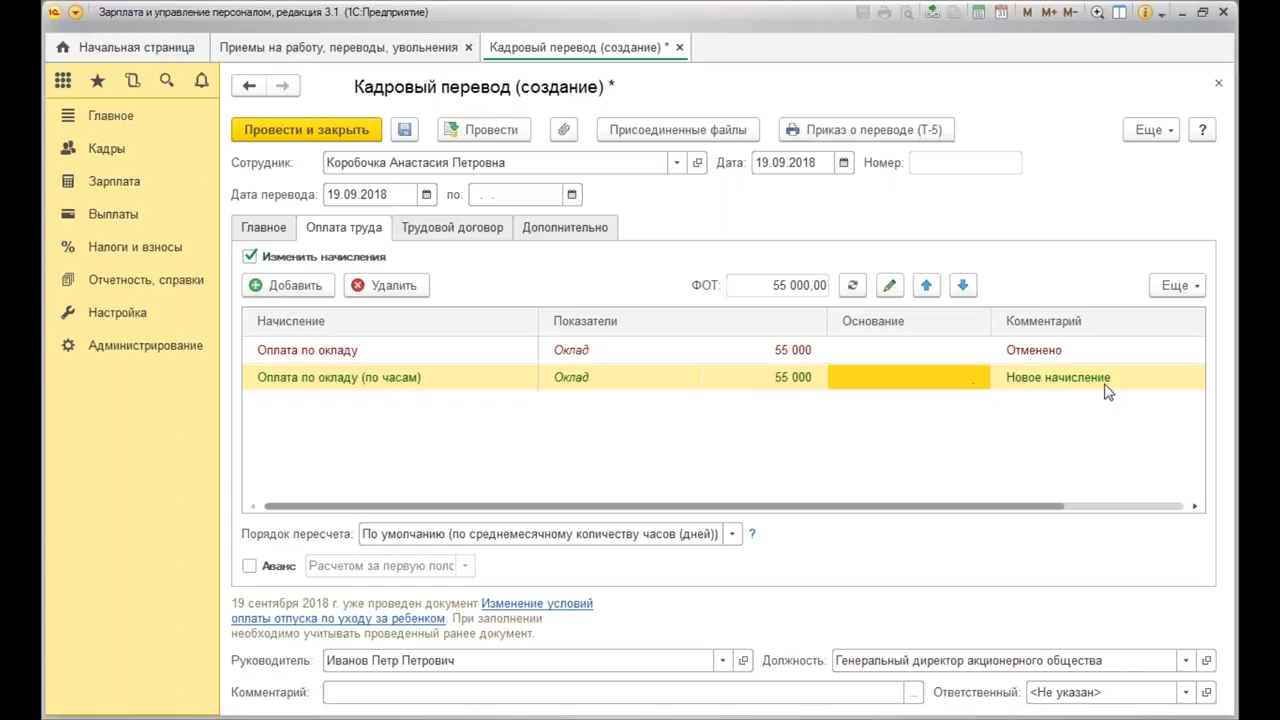 Зарплата и управление персоналом, редакция 3.1 (1С:Предприятие)
M M+ M-
Начальная страница
Приемы на работу, переводы, увольнения
Кадровый перевод (создание) *
Главное
Кадры
Зарплата
Выплаты
Налоги и взносы
Отчетность, справки
Настройка
Администрирование
Кадровый перевод (создание) *
Провести и закрыть
Провести
Присоединенные файлы
Приказ о переводе (Т-5)
Еще
?
Сотрудник: Коробочка Анастасия Петровна
Дата: 19.09.2018
Номер:
Дата перевода: 19.09.2018
по: . .
Главное
Оплата труда
Трудовой договор
Дополнительно
Изменить начисления
Добавить
Удалить
ФОТ: 55 000,00
Еще
Начисление Показатели Основание Комментарий
Оплата по окладу Оклад 55 000 Отменено
Оплата по окладу (по часам) Оклад 55 000 Новое начисление
Порядок пересчета: По умолчанию (по среднемесячному количеству часов (дней)) ?
Аванс Расчетом за первую поло
19 сентября 2018 г. уже проведен документ Изменение условий
оплаты отпуска по уходу за ребенком. При заполнении
необходимо учитывать проведенный ранее документ.
Руководитель: Иванов Петр Петрович
Должность: Генеральный директор акционерного общества
Комментарий: ...
Ответственный: <Не указан>